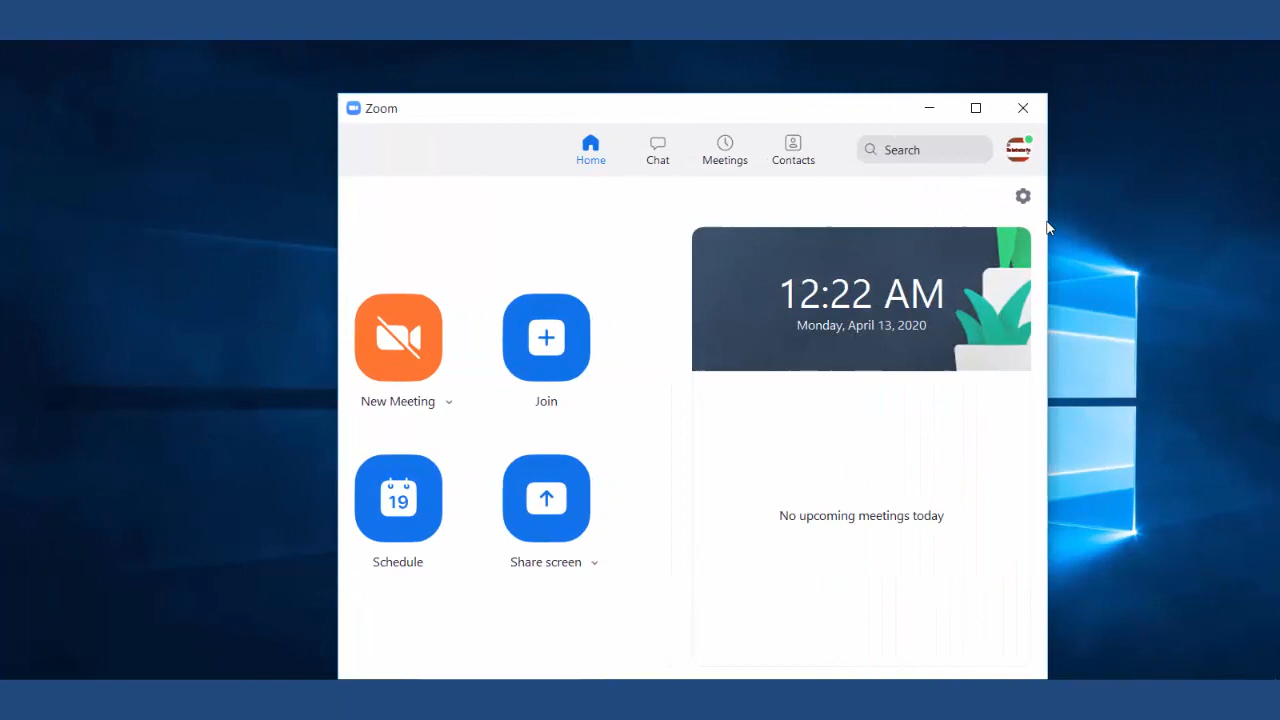 Zoom
Home
Chat
Meetings
Contacts
Search
12:22 AM
Monday, April 13, 2020
New Meeting
Join
19
Schedule
Share screen
No upcoming meetings today